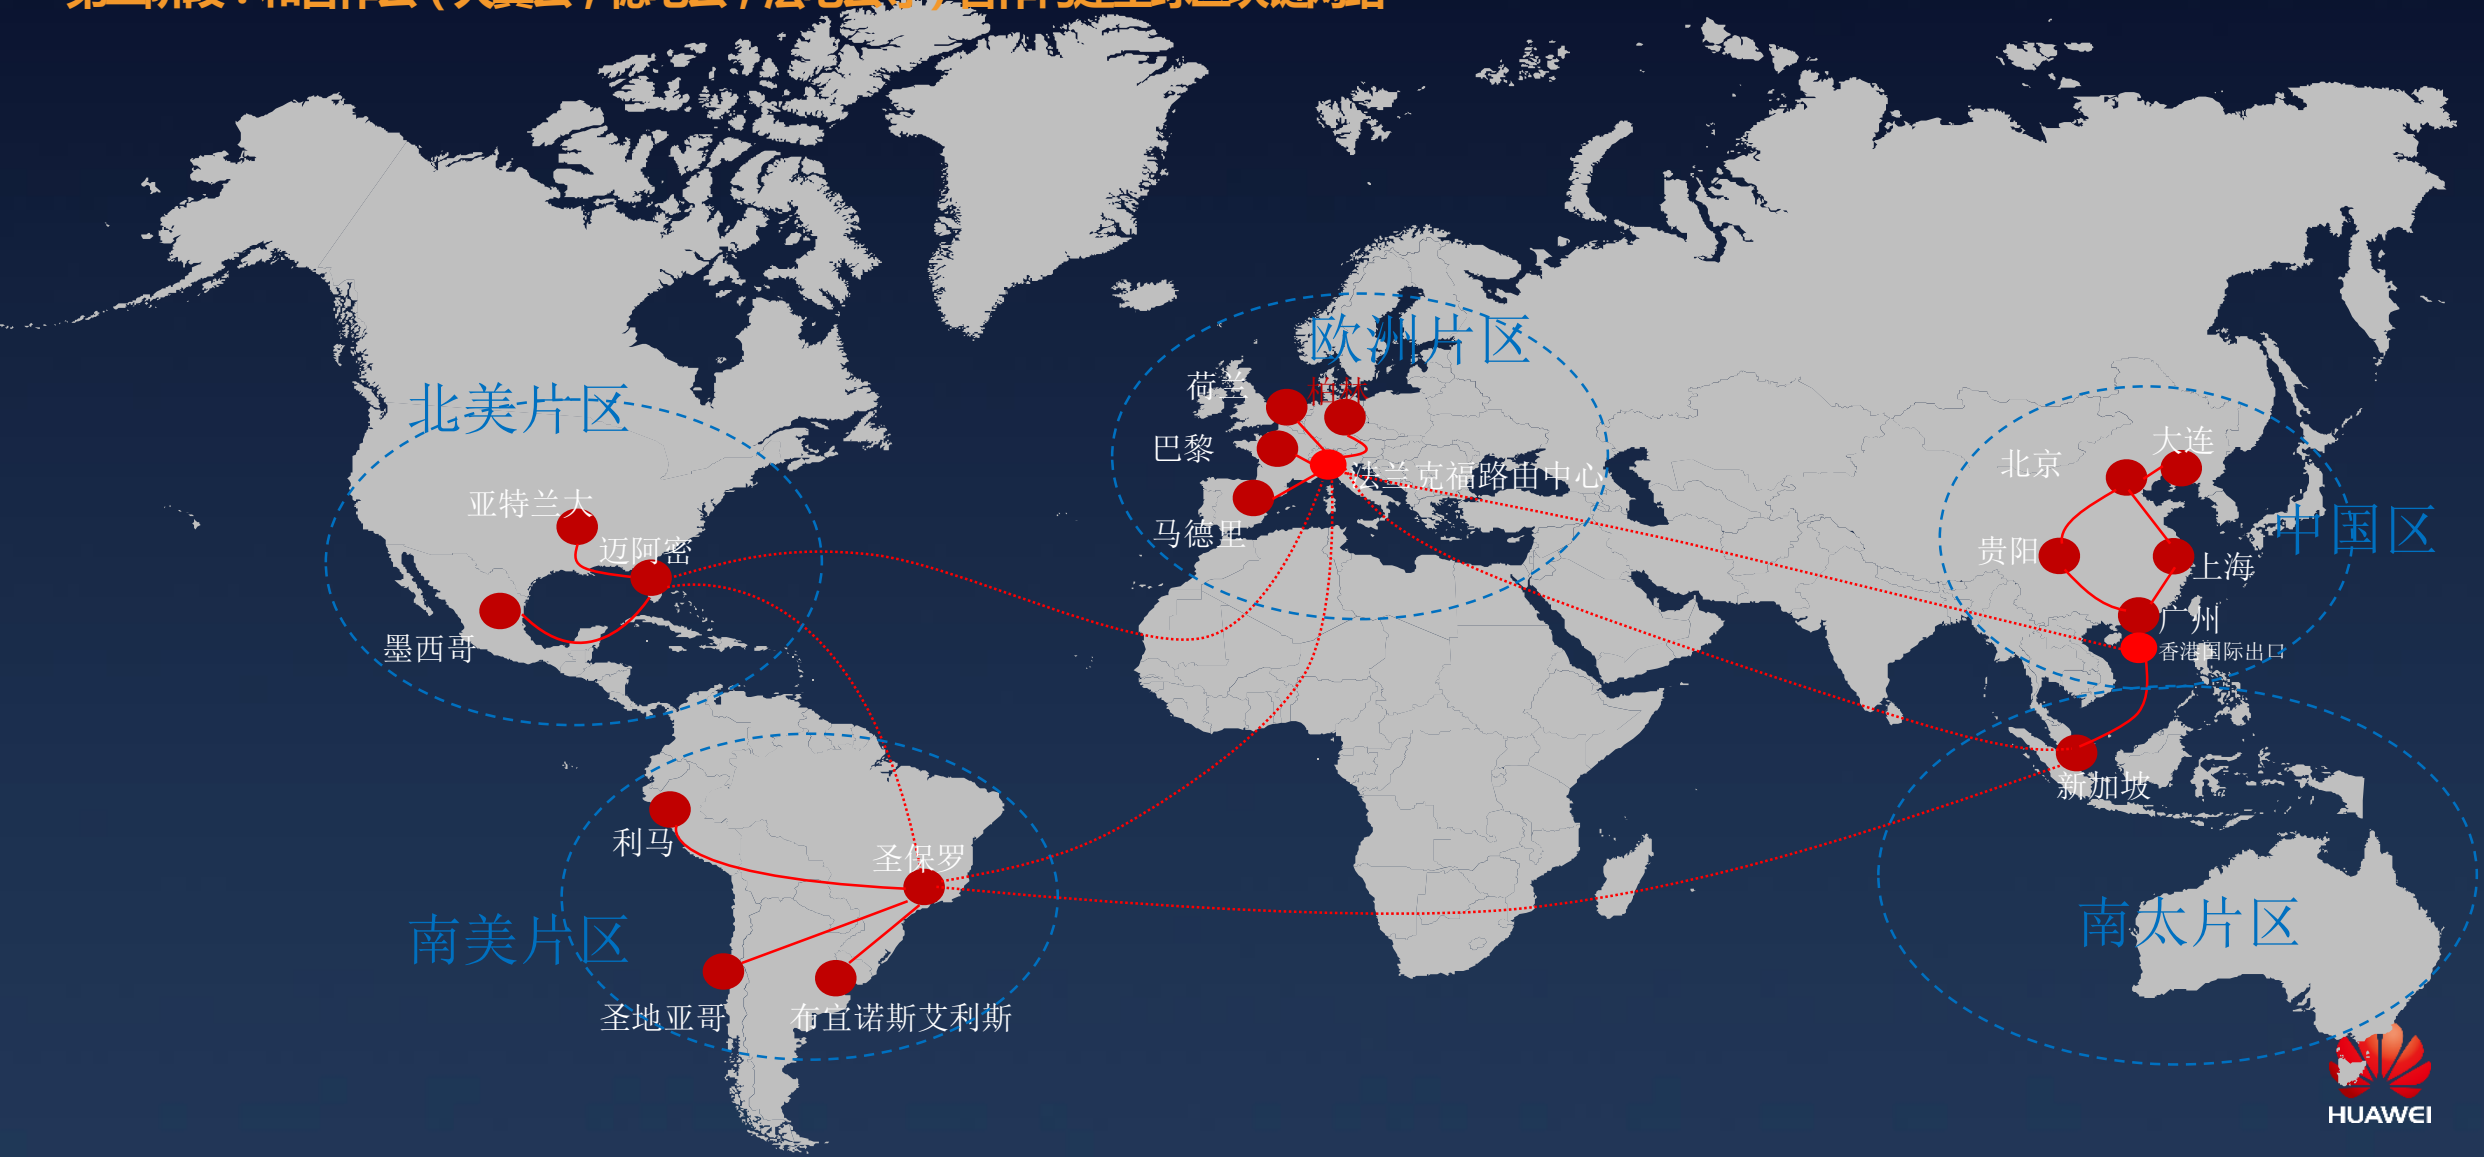 欧洲片区
北美片区
荷兰
柏林
巴黎
大连
北京
法兰克福路由中心
亚特兰大
马德里
中国区
迈阿密
贵阳
上海
广州
墨西哥
香港国际出口
新加坡
利马
圣保罗
南美片区
南太片区
圣地亚哥
布宜诺斯艾利斯
HUAWEI